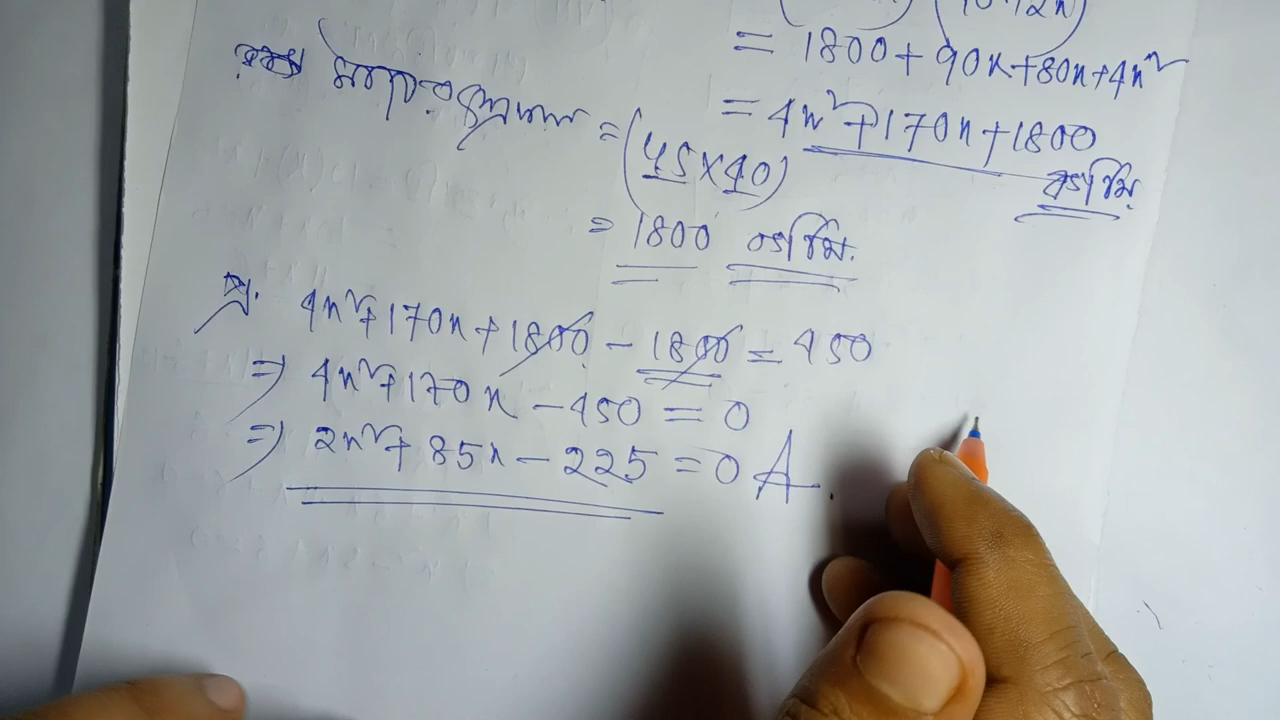 = 1800 + 90x + 80x + 4x²
= 4x² + 170x + 1800
বর্গমি.
= (45 × 40)
= 1800 বর্গমি.
প্র. 4x² + 170x + 1800 - 1800 = 450
⇒ 4x² + 170x - 450 = 0
⇒ 2x² + 85x - 225 = 0 A.